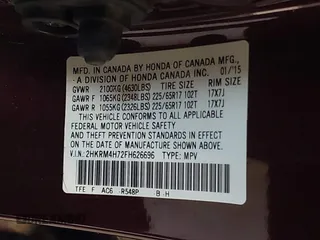 MFD. IN CANADA BY HONDA OF CANADA MFG.,
A DIVISION OF HONDA CANADA INC. 01/15
GVWR 2100KG (4630LBS) TIRE SIZE RIM SIZE
GAWR F 1065KG (2348LBS) 225/65R17 102T 17X7J
GAWR R 1055KG (2326LBS) 225/65R17 102T 17X7J
THIS VEHICLE CONFORMS TO ALL APPLICABLE
FEDERAL MOTOR VEHICLE SAFETY, BUMPER,
AND THEFT PREVENTION STANDARDS IN EFFECT
ON THE DATE OF MANUFACTURE SHOWN ABOVE.
V.I.N: 2HKRM4H72FH626696 TYPE: MPV
TFE F AC6 R548P B H